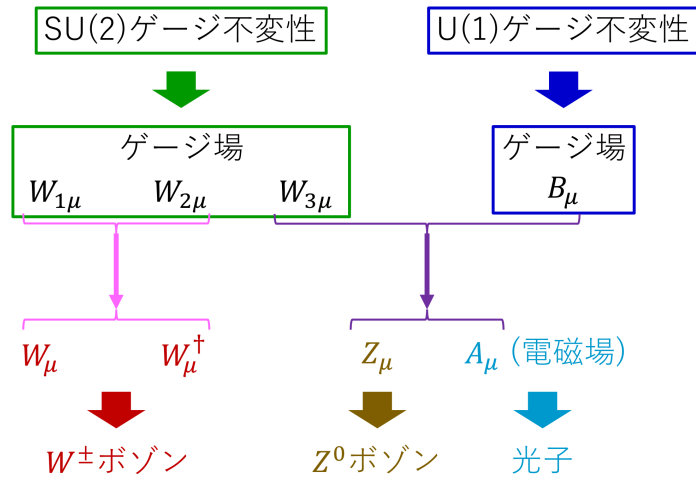 SU(2)ゲージ不変性 U(1)ゲージ不変性
ゲージ場 ゲージ場
W₁μ W₂μ W₃μ Bμ
Wμ Wμ† Zμ Aμ (電磁場)
W±ボゾン Z⁰ボゾン 光子